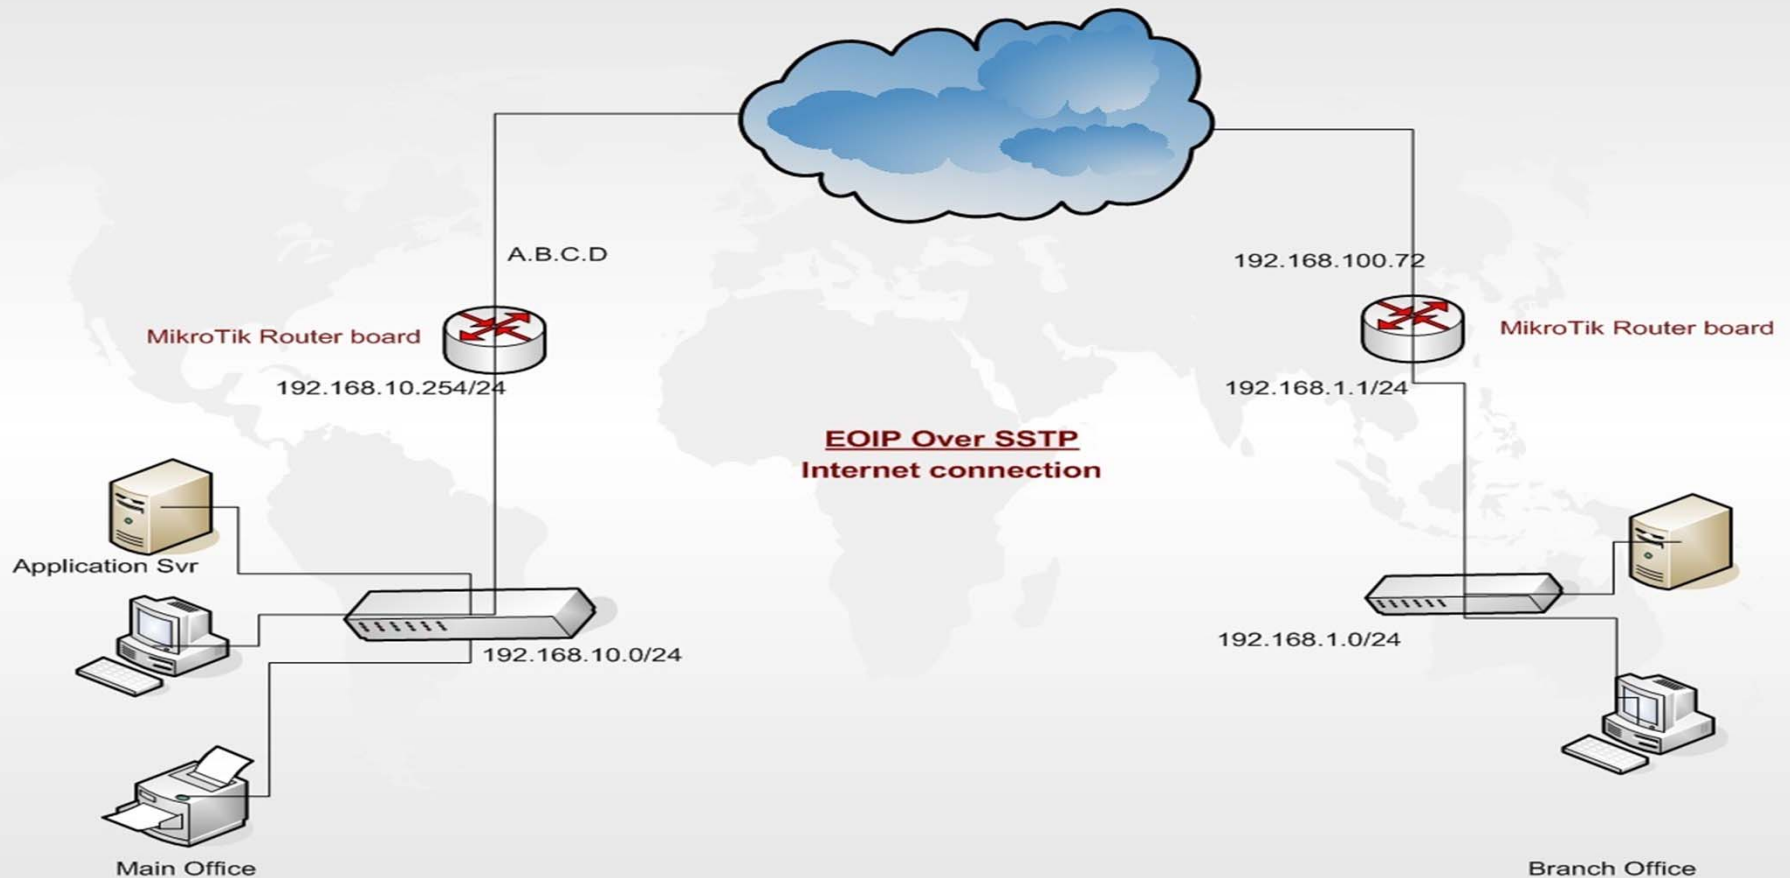 A.B.C.D
192.168.100.72
MikroTik Router board
MikroTik Router board
192.168.10.254/24
192.168.1.1/24
EOIP Over SSTP
Internet connection
Application Svr
192.168.10.0/24
192.168.1.0/24
Main Office
Branch Office